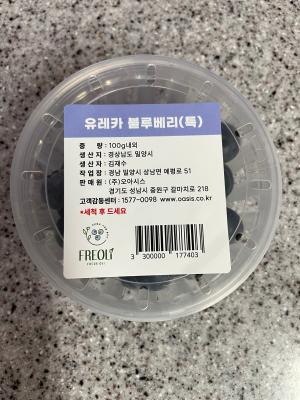 유레카 블루베리(특)
중 량 : 100g내외
생 산 지 : 경상남도 밀양시
생 산 자 : 김재수
작 업 장 : 경남 밀양시 상남면 예평로 51
판 매 원 : (주)오아시스
경기도 성남시 중원구 갈마치로 218
고객감동센터 : 1577-0098 www.oasis.co.kr
*세척 후 드세요
FREOLI
3 300000 177403